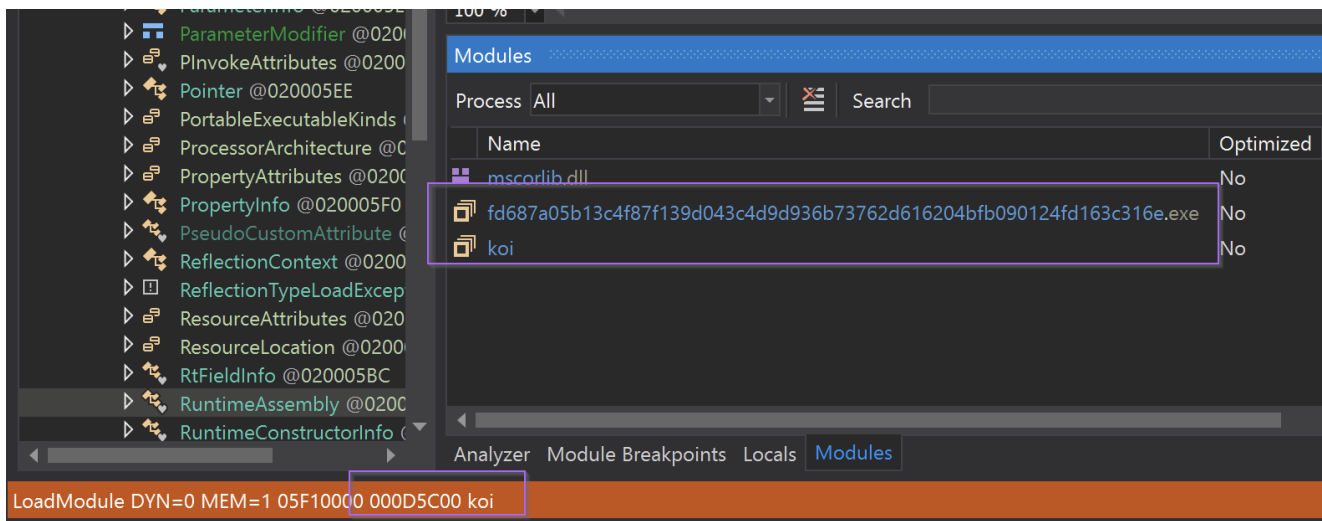 100 %
ParameterModifier @020
PInvokeAttributes @0200
Pointer @020005EE
PortableExecutableKinds
ProcessorArchitecture @0
PropertyAttributes @0200
PropertyInfo @020005F0
PseudoCustomAttribute
ReflectionContext @0200
ReflectionTypeLoadExcep
ResourceAttributes @020
ResourceLocation @0200
RtFieldInfo @020005BC
RuntimeAssembly @0200
RuntimeConstructorInfo
Modules
Process All Search
Name Optimized
mscorlib.dll No
fd687a05b13c4f87f139d043c4d9d936b73762d616204bfb090124fd163c316e.exe No
koi No
Analyzer Module Breakpoints Locals Modules
LoadModule DYN=0 MEM=1 05F10000 000D5C00 koi